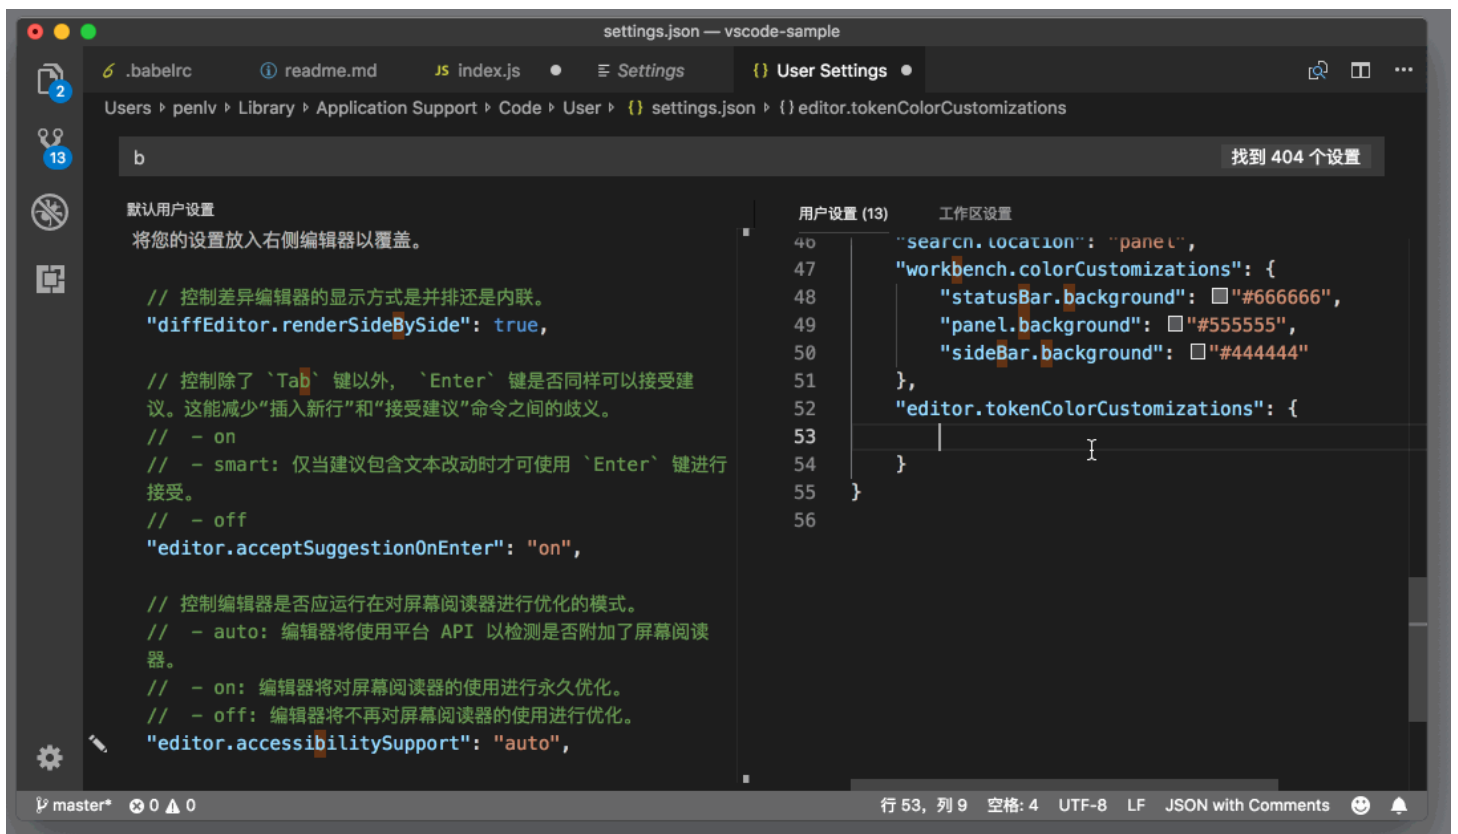 settings.json — vscode-sample
.babelrc readme.md JS index.js Settings {} User Settings
Users Library penlv Application Support Code User {} settings.json {} editor.tokenColorCustomizations
2
13
b
找到 404 个设置
默认用户设置
将您的设置放入右侧编辑器以覆盖。
// 控制差异编辑器的显示方式是并排还是内联。
"diffEditor.renderSideBySide": true,
// 控制除了 `Tab` 键以外， `Enter` 键是否同样可以接受建
议。这能减少“插入新行”和“接受建议”命令之间的歧义。
// - on
// - smart: 仅当建议包含文本改动时才可使用 `Enter` 键进行
接受。
// - off
"editor.acceptSuggestionOnEnter": "on",
// 控制编辑器是否应运行在对屏幕阅读器进行优化的模式。
// - auto: 编辑器将使用平台 API 以检测是否附加了屏幕阅读
器。
// - on: 编辑器将对屏幕阅读器的使用进行永久优化。
// - off: 编辑器将不再对屏幕阅读器的使用进行优化。
"editor.accessibilitySupport": "auto",
用户设置 (13) 工作区设置
46 "search.location": "panel",
47 "workbench.colorCustomizations": {
48 "statusBar.background": "#666666",
49 "panel.background": "#555555",
50 "sideBar.background": "#444444"
51 },
52 "editor.tokenColorCustomizations": {
53
54 }
55 }
56
master* 0 0
行 53，列 9 空格: 4 UTF-8 LF JSON with Comments